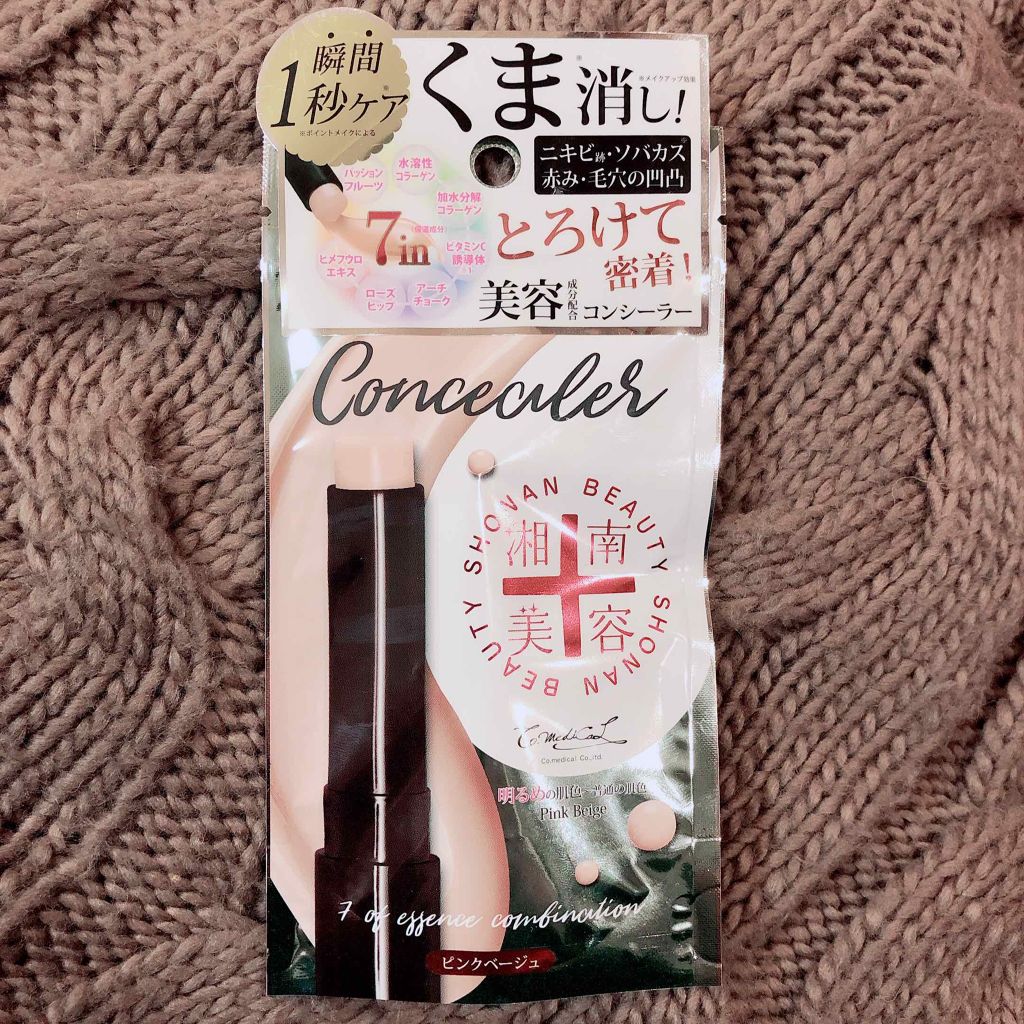 瞬間
1秒ケア※
※ポイントメイクによる
くま※消し!
※メイクアップ効果
ニキビ跡・ソバカス
赤み・毛穴の凹凸
とろけて
密着!
美容成分配合コンシーラー
7in
(保湿成分)
水溶性
コラーゲン
加水分解
コラーゲン
ビタミンC
誘導体
※1
アーチ
チョーク
ローズ
ヒップ
ヒメフウロ
エキス
パッション
フルーツ
Concealer
SHONAN BEAUTY SHONAN BEAUTY
湘南
美容
Co.medical
Co.medical Co.,ltd.
明るめの肌色~普通の肌色
Pink Beige
7 of essence combination
ピンクベージュ